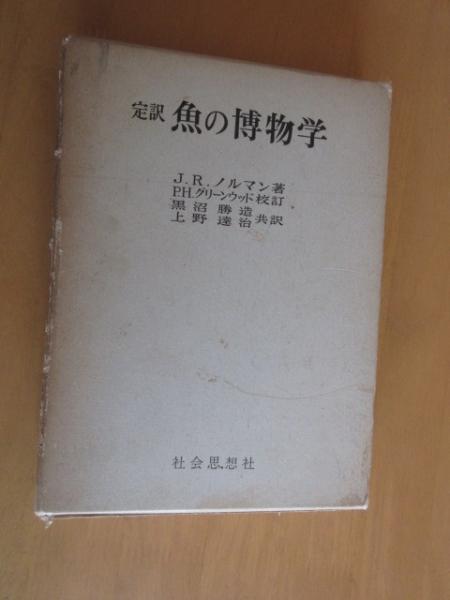 定訳 魚の博物学
J.R.ノルマン著
P.H.グリーンウッド校訂
黒沼勝造
上野達治共訳
社会思想社